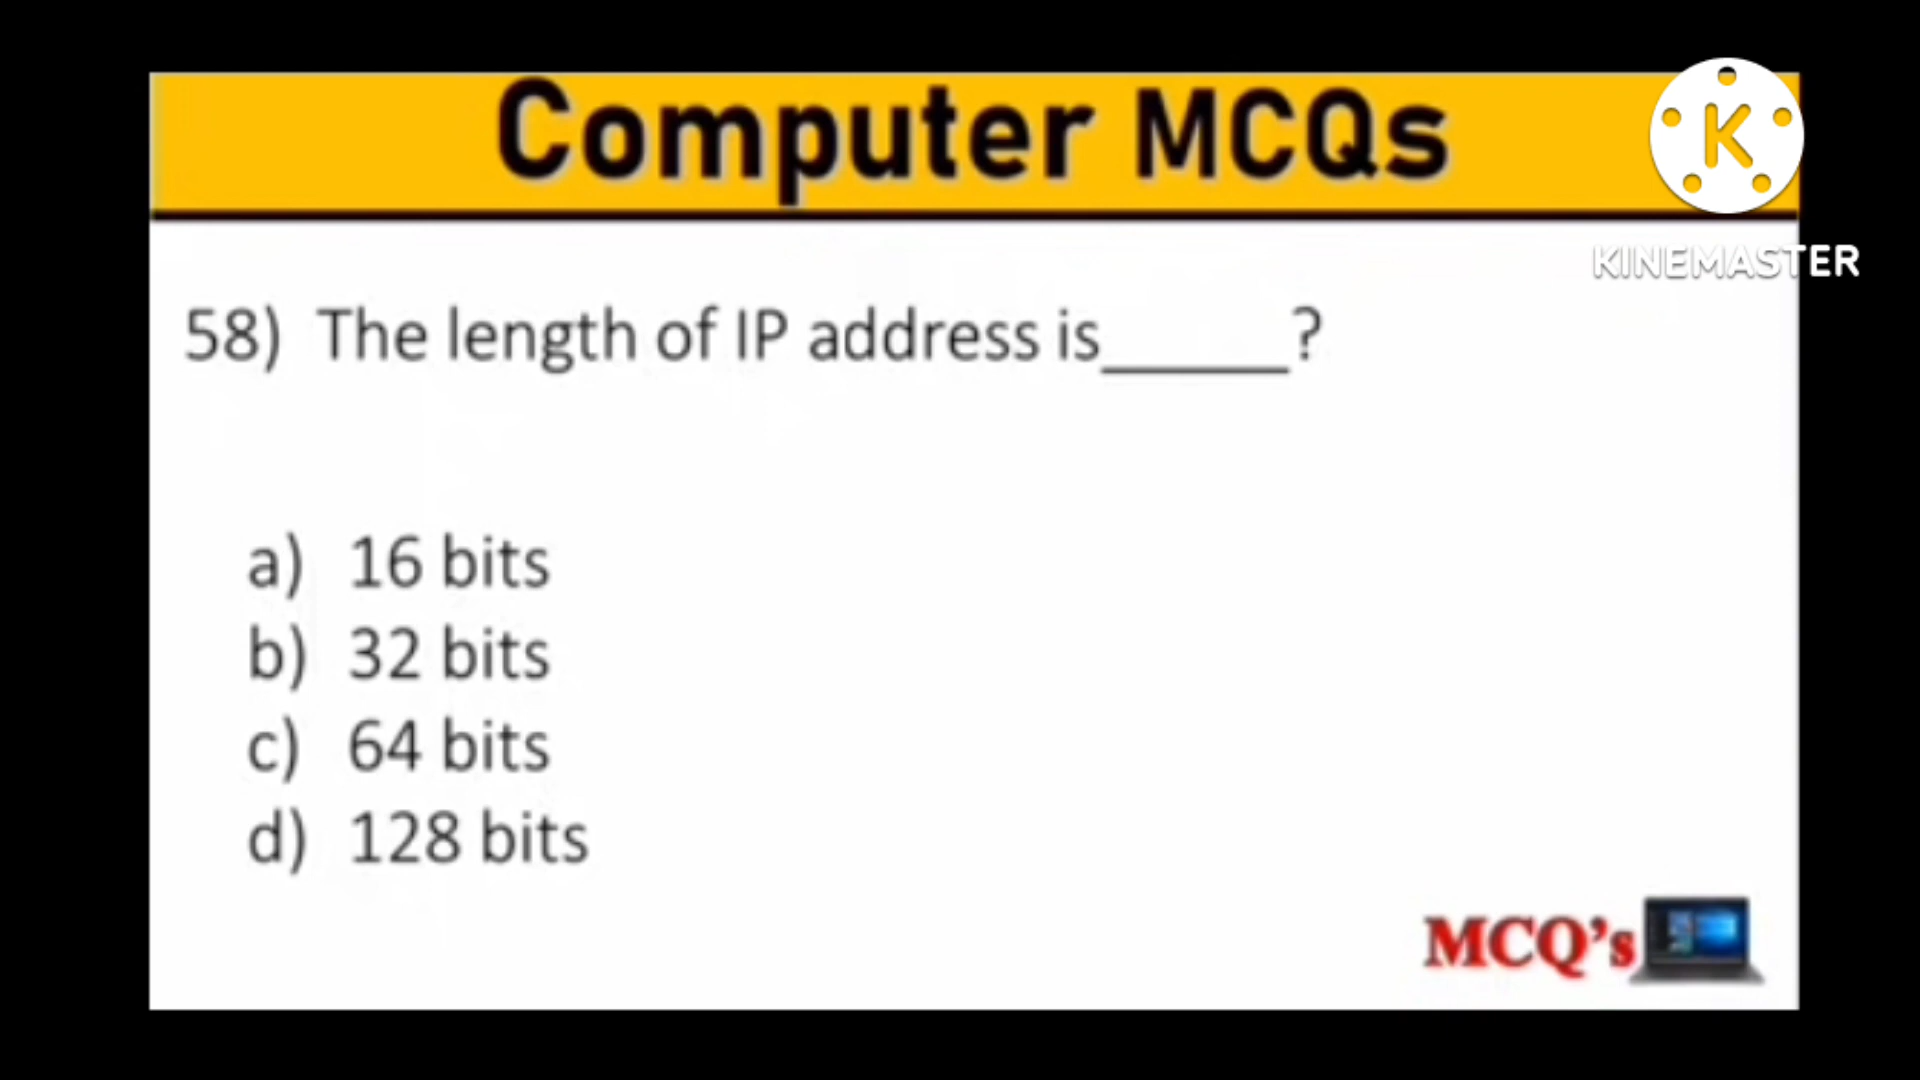 Computer MCQs
K
KINEMASTER
58) The length of IP address is______?
a) 16 bits
b) 32 bits
c) 64 bits
d) 128 bits
MCQ's